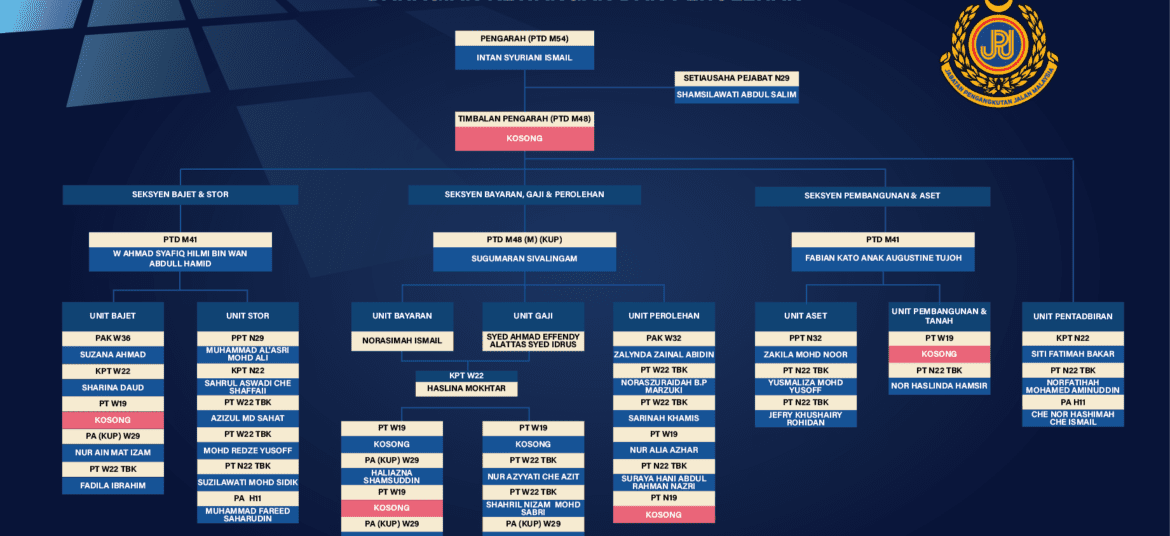 PENGARAH (PTD M54)
INTAN SYURIANI ISMAIL
SETIAUSAHA PEJABAT N29
SHAMSILAWATI ABDUL SALIM
TIMBALAN PENGARAH (PTD M48)
KOSONG
JPJ
JABATAN PENGANGKUTAN JALAN MALAYSIA
SEKSYEN BAJET & STOR
PTD M41
W AHMAD SYAFIQ HILMI BIN WAN
ABDULL HAMID
UNIT BAJET
PAK W36
SUZANA AHMAD
KPT W22
SHARINA DAUD
PT W19
KOSONG
PA (KUP) W29
NUR AIN MAT IZAM
PT W22 TBK
FADILA IBRAHIM
UNIT STOR
PPT N29
MUHAMMAD AL'ASRI
MOHD ALI
KPT N22
SAHRUL ASWADI CHE
SHAFFAII
PT W22 TBK
AZIZUL MD SAHAT
PT W22 TBK
MOHD REDZE YUSOFF
PT N22 TBK
SUZILAWATI MOHD SIDIK
PA H11
MUHAMMAD FAREED
SAHARUDIN
SEKSYEN BAYARAN, GAJI & PEROLEHAN
PTD M48 (M) (KUP)
SUGUMARAN SIVALINGAM
UNIT BAYARAN
NORASIMAH ISMAIL
UNIT GAJI
SYED AHMAD EFFENDY
ALATTAS SYED IDRUS
KPT W22
HASLINA MOKHTAR
PT W19
KOSONG
PA (KUP) W29
HALIAZNA
SHAMSUDDIN
PT W19
KOSONG
PA (KUP) W29
PT W19
KOSONG
PT W22 TBK
NUR AZYYATI CHE AZIT
PT W22 TBK
SHAHRIL NIZAM MOHD
SABRI
PA (KUP) W29
UNIT PEROLEHAN
PAK W32
ZALYNDA ZAINAL ABIDIN
PT W22 TBK
NORASZURAIDAH B.P
MARZUKI
PT W22 TBK
SARINAH KHAMIS
PT W19
NUR ALIA AZHAR
PT N22 TBK
SURAYA HANI ABDUL
RAHMAN NAZRI
PT N19
KOSONG
SEKSYEN PEMBANGUNAN & ASET
PTD M41
FABIAN KATO ANAK AUGUSTINE TUJOH
UNIT ASET
PPT N32
ZAKILA MOHD NOOR
PT N22 TBK
YUSMALIZA MOHD
YUSOFF
PT N22 TBK
JEFRY KHUSHAIRY
ROHIDAN
UNIT PEMBANGUNAN &
TANAH
PT W19
KOSONG
PT N22 TBK
NOR HASLINDA HAMSIR
UNIT PENTADBIRAN
KPT N22
SITI FATIMAH BAKAR
PT N22 TBK
NORFATIHAH
MOHAMED AMINUDDIN
PA H11
CHE NOR HASHIMAH
CHE ISMAIL